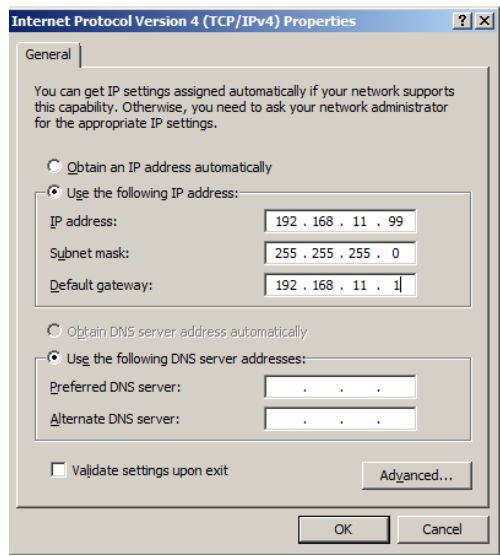 Internet Protocol Version 4 (TCP/IPv4) Properties
General
You can get IP settings assigned automatically if your network supports
this capability. Otherwise, you need to ask your network administrator
for the appropriate IP settings.
Obtain an IP address automatically
Use the following IP address:
IP address: 192 . 168 . 11 . 99
Subnet mask: 255 . 255 . 255 . 0
Default gateway: 192 . 168 . 11 . 1
Obtain DNS server address automatically
Use the following DNS server addresses:
Preferred DNS server: . . .
Alternate DNS server: . . .
Validate settings upon exit
Advanced...
OK Cancel